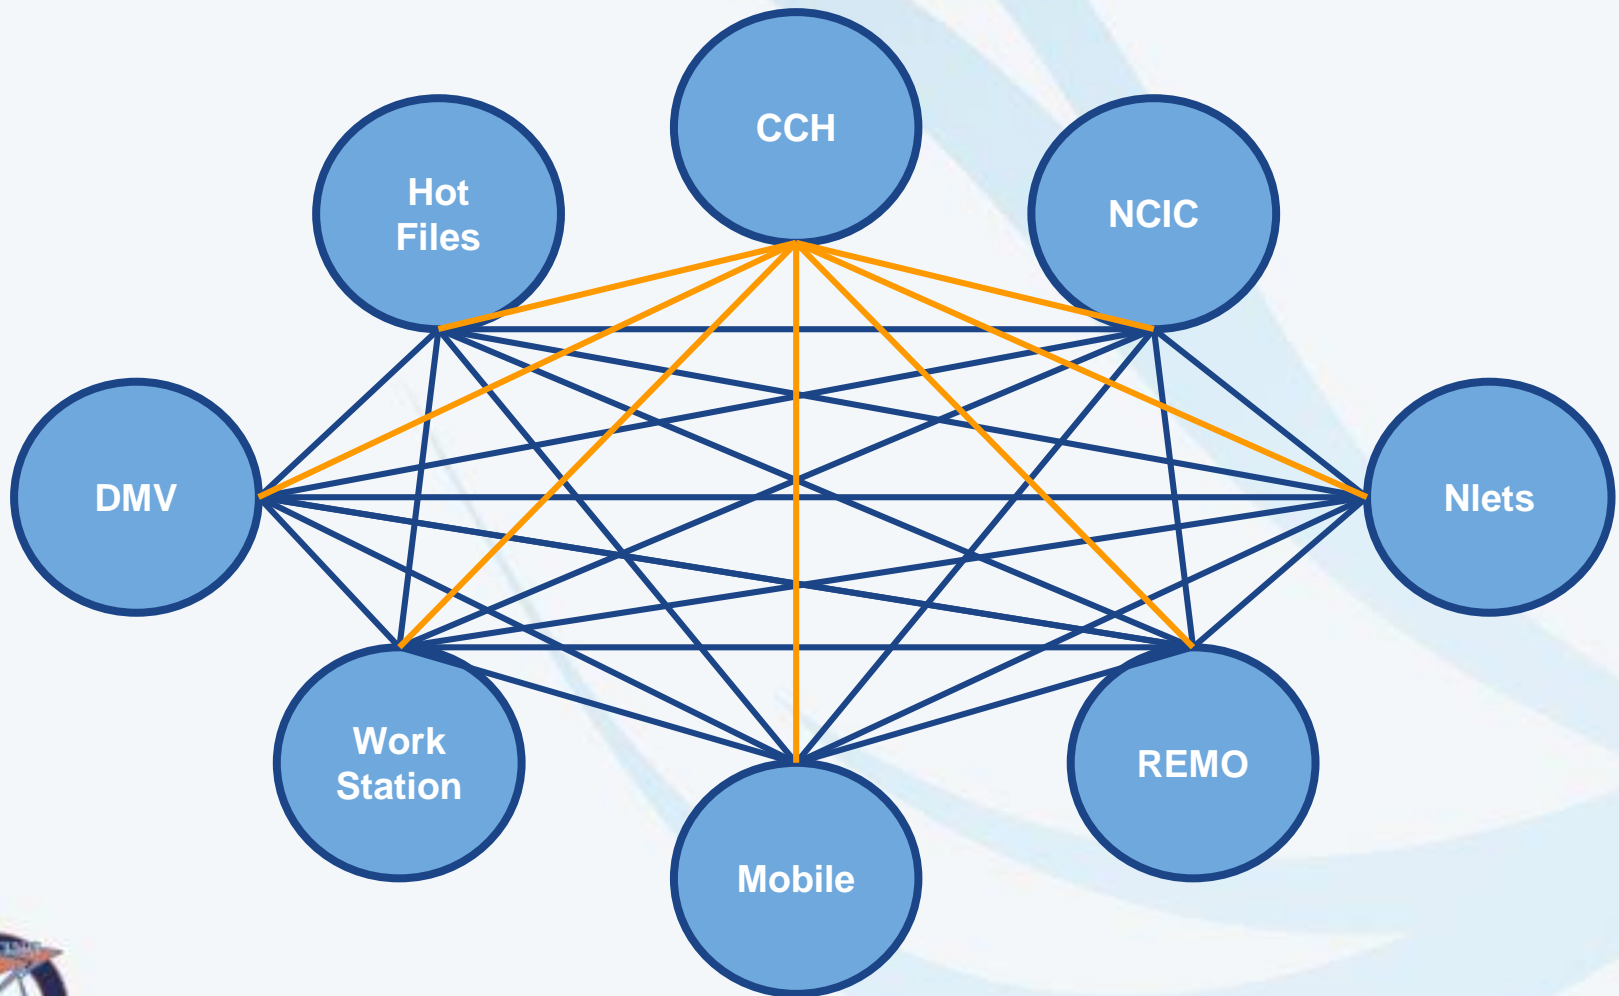 CCH
Hot
Files
NCIC
DMV
Nlets
Work
Station
REMO
Mobile